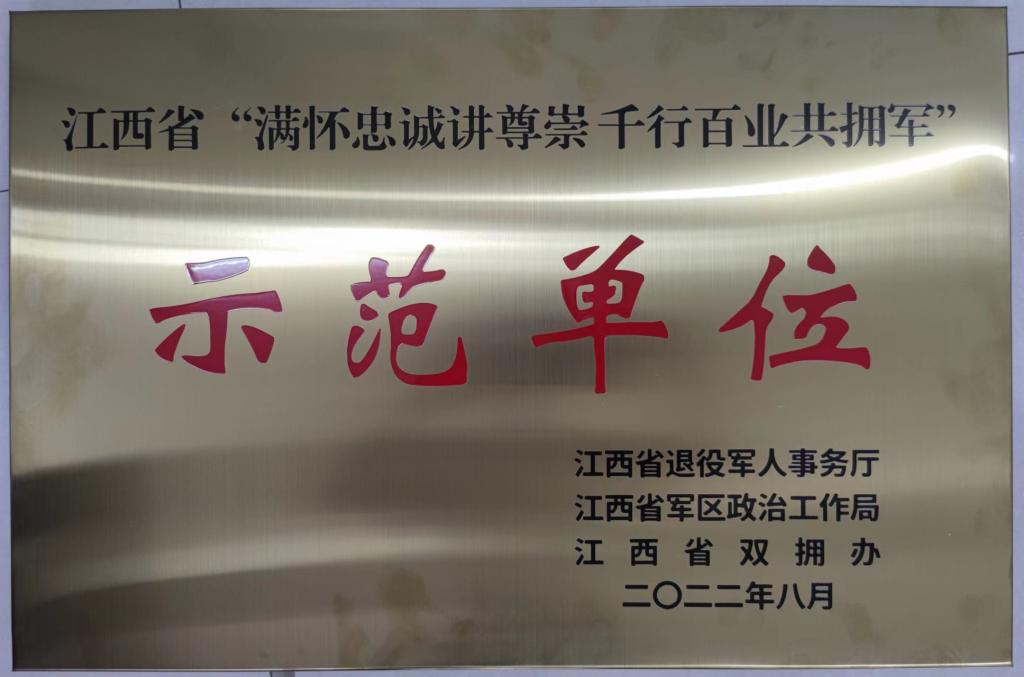 江西省“满怀忠诚讲尊崇 千行百业共拥军”
示范单位
江西省退役军人事务厅
江西省军区政治工作局
江西省双拥办
二〇二二年八月